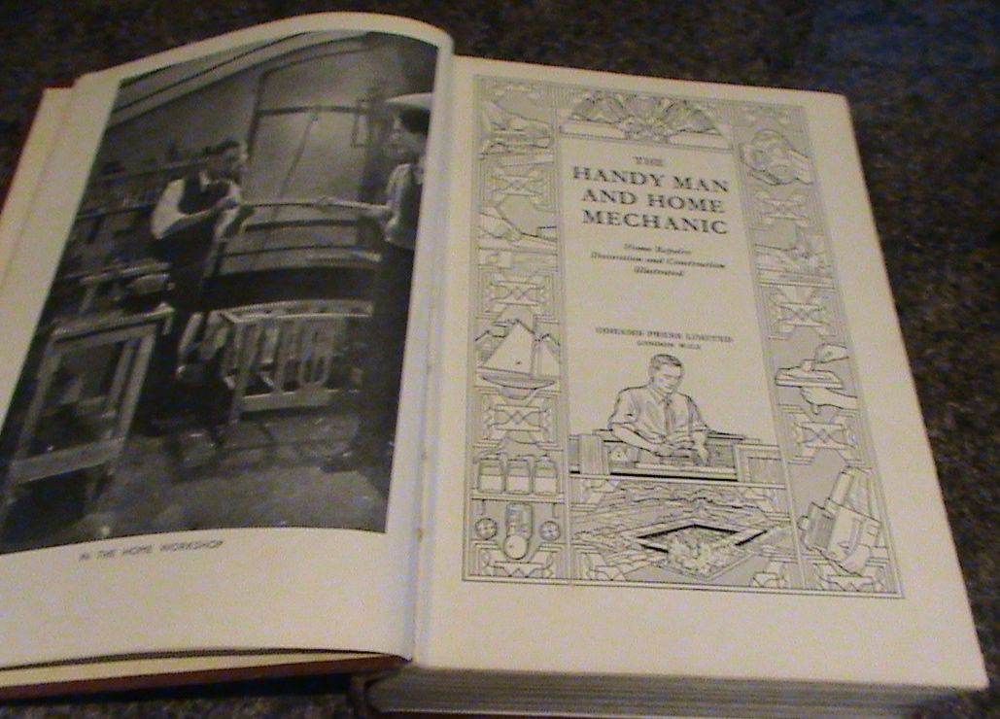 IN THE HOME WORKSHOP
THE
HANDY MAN
AND HOME
MECHANIC
Home Repairs
Decoration and Construction
Illustrated
ODHAMS PRESS LIMITED
LONDON W.C.2